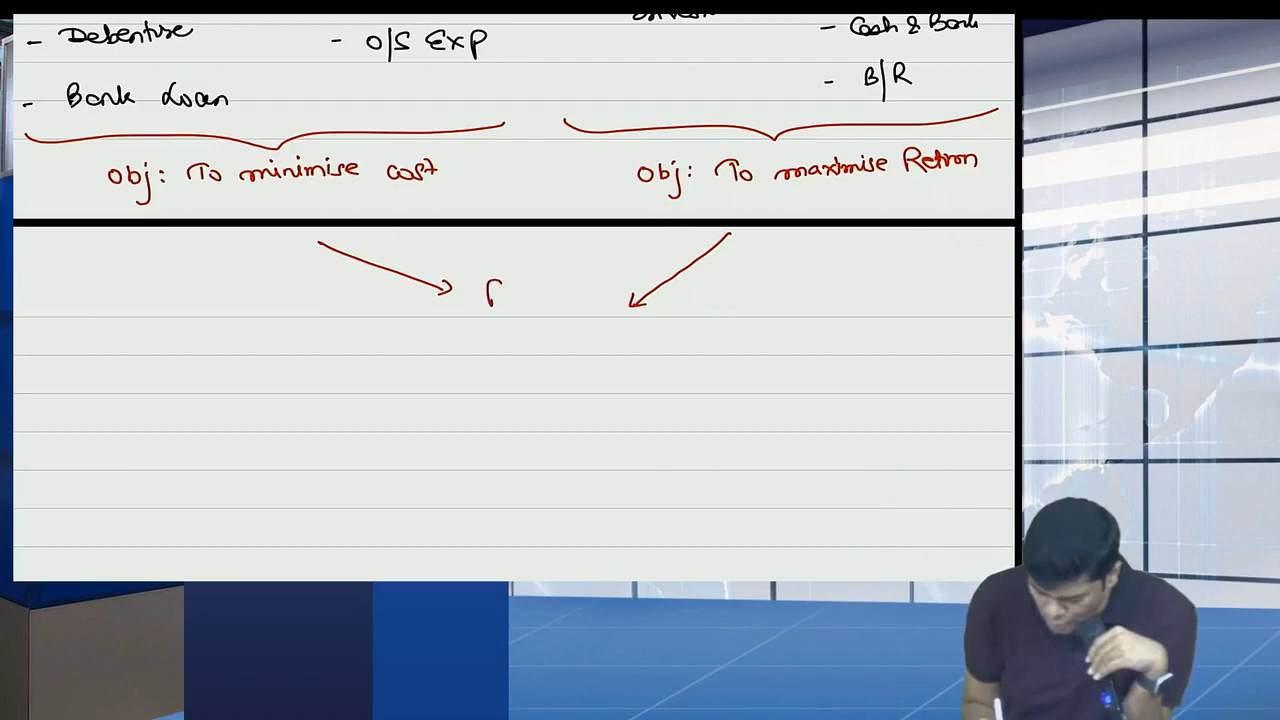 - Debenture
- O/S Exp
- Cash & Bank
- Bank Loan
- B/R
Obj: To minimise cost
Obj: To maximise Return